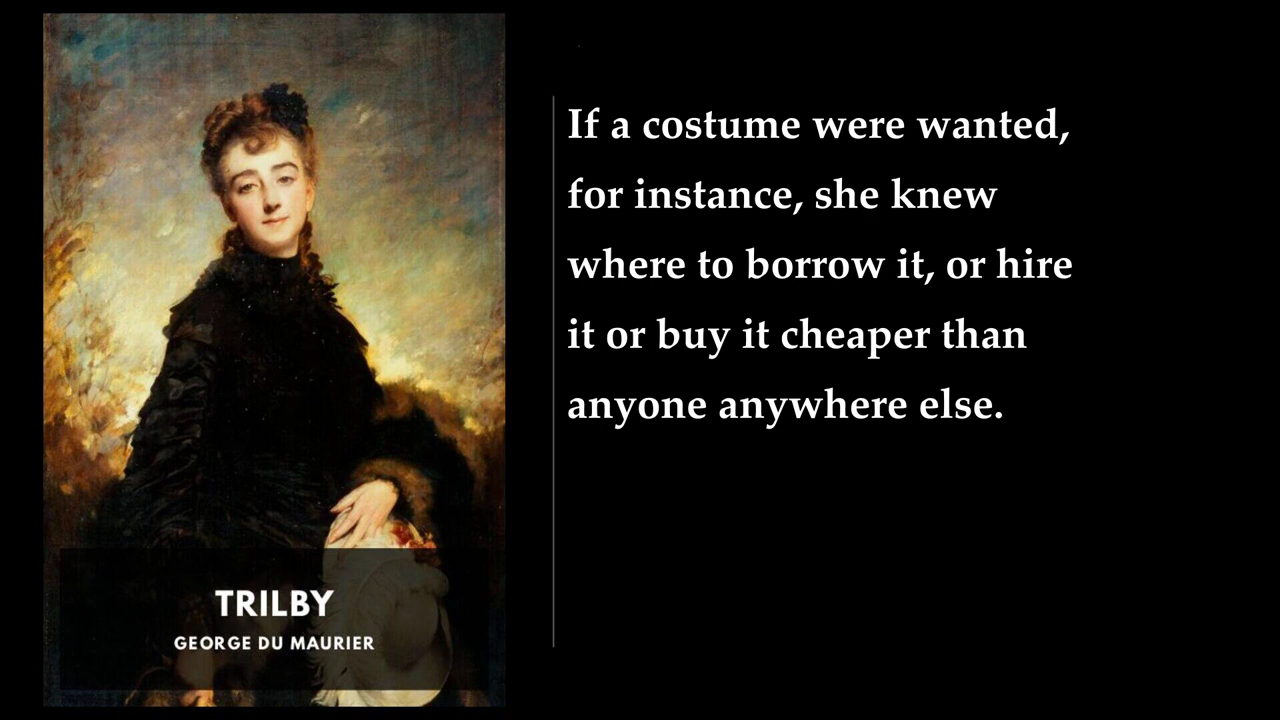 TRILBY
GEORGE DU MAURIER
If a costume were wanted,
for instance, she knew
where to borrow it, or hire
it or buy it cheaper than
anyone anywhere else.